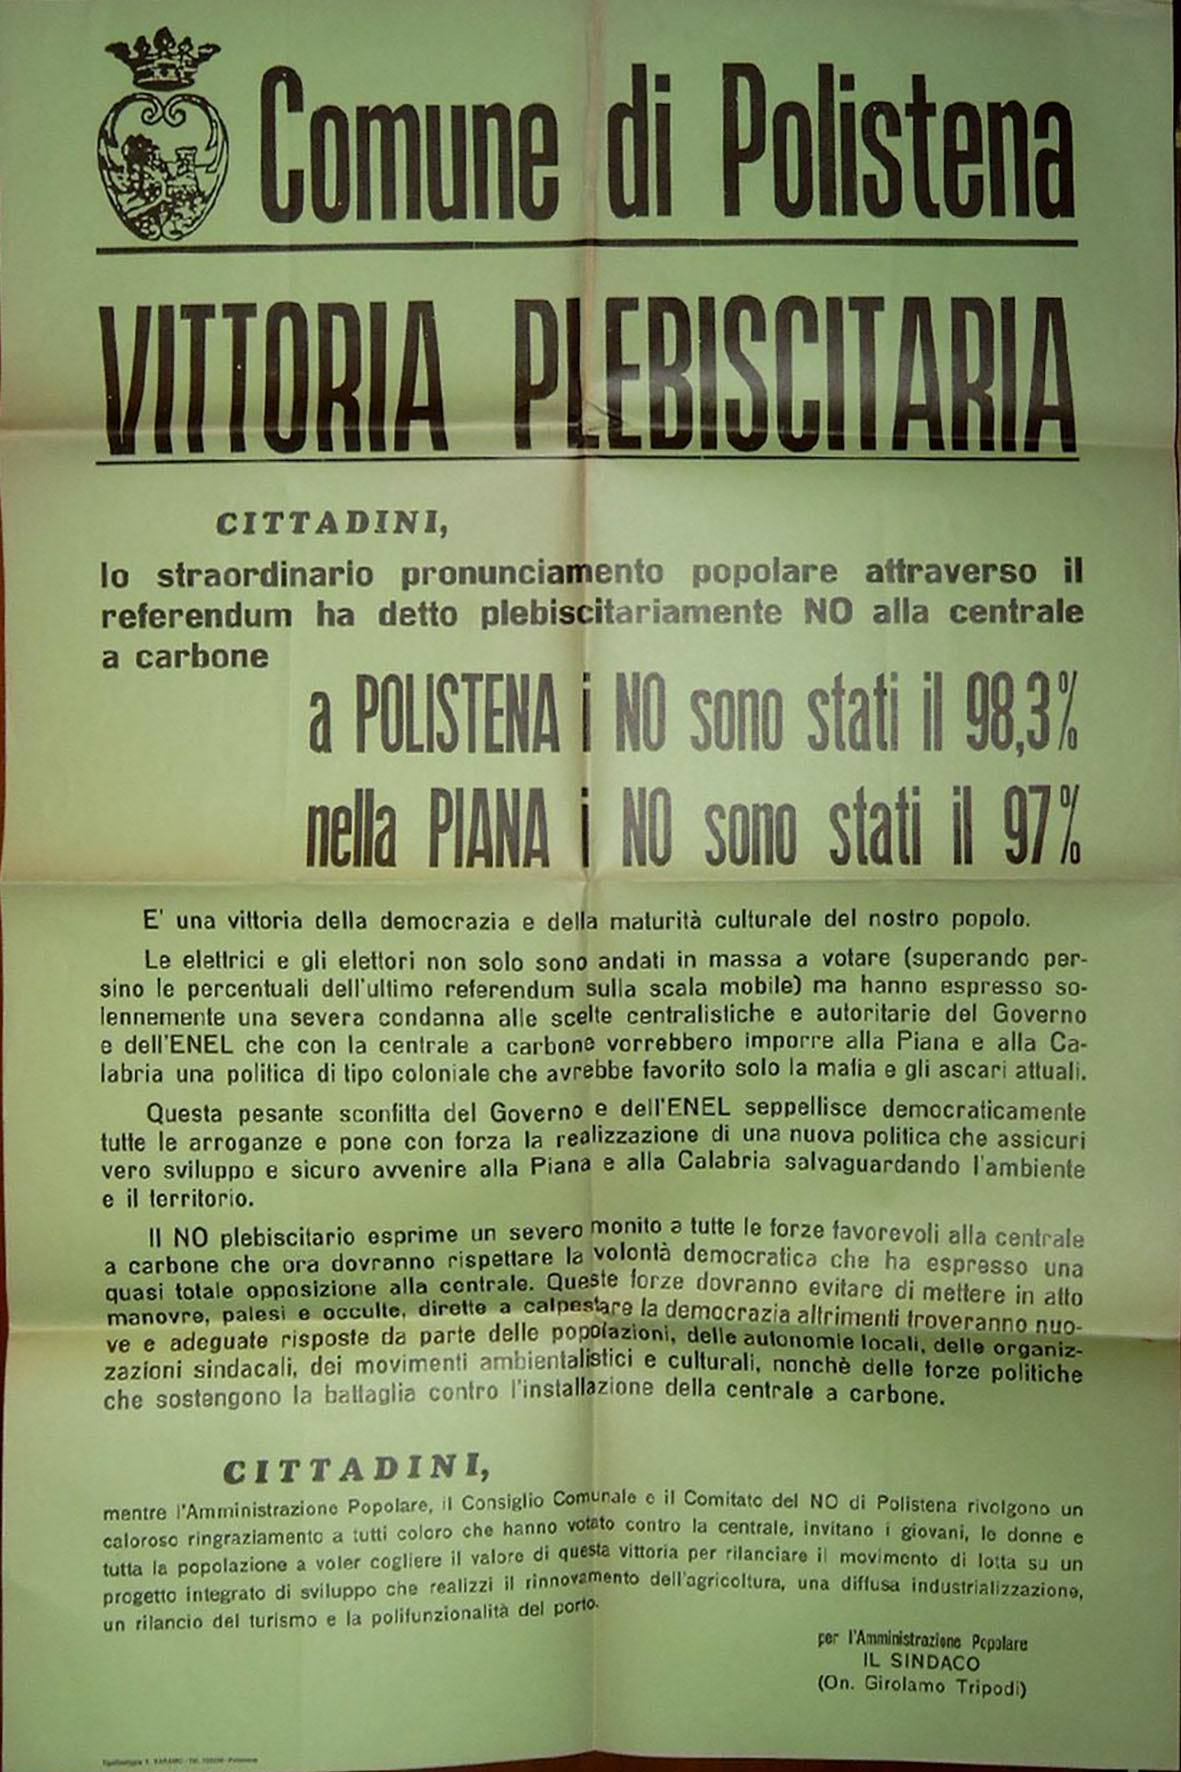 Comune di Polistena
VITTORIA PLEBISCITARIA
CITTADINI,
lo straordinario pronunciamento popolare attraverso il
referendum ha detto plebiscitariamente NO alla centrale
a carbone
a POLISTENA i NO sono stati il 98,3%
nella PIANA i NO sono stati il 97%
E' una vittoria della democrazia e della maturità culturale del nostro popolo.
Le elettrici e gli elettori non solo sono andati in massa a votare (superando per-
sino le percentuali dell'ultimo referendum sulla scala mobile) ma hanno espresso so-
lennemente una severa condanna alle scelte centralistiche e autoritarie del Governo
e dell'ENEL che con la centrale a carbone vorrebbero imporre alla Piana e alla Ca-
labria una politica di tipo coloniale che avrebbe favorito solo la mafia e gli ascari attuali.
Questa pesante sconfitta del Governo e dell'ENEL seppellisce democraticamente
tutte le arroganze e pone con forza la realizzazione di una nuova politica che assicuri
vero sviluppo e sicuro avvenire alla Piana e alla Calabria salvaguardando l'ambiente
e il territorio.
Il NO plebiscitario esprime un severo monito a tutte le forze favorevoli alla centrale
a carbone che ora dovranno rispettare la volontà democratica che ha espresso una
quasi totale opposizione alla centrale. Queste forze dovranno evitare di mettere in atto
manovre, palesi e occulte, dirette a calpestare la democrazia altrimenti troveranno nuo-
ve e adeguate risposte da parte delle popolazioni, delle autonomie locali, delle organiz-
zazioni sindacali, dei movimenti ambientalistici e culturali, nonchè delle forze politiche
che sostengono la battaglia contro l'installazione della centrale a carbone.
CITTADINI,
mentre l'Amministrazione Popolare, il Consiglio Comunale e il Comitato del NO di Polistena rivolgono un
caloroso ringraziamento a tutti coloro che hanno votato contro la centrale, invitano i giovani, le donne e
tutta la popolazione a voler cogliere il valore di questa vittoria per rilanciare il movimento di lotta su un
progetto integrato di sviluppo che realizzi il rinnovamento dell'agricoltura, una diffusa industrializzazione,
un rilancio del turismo e la polifunzionalità del porto.
per l'Amministrazione Popolare
IL SINDACO
(On. Girolamo Tripodi)